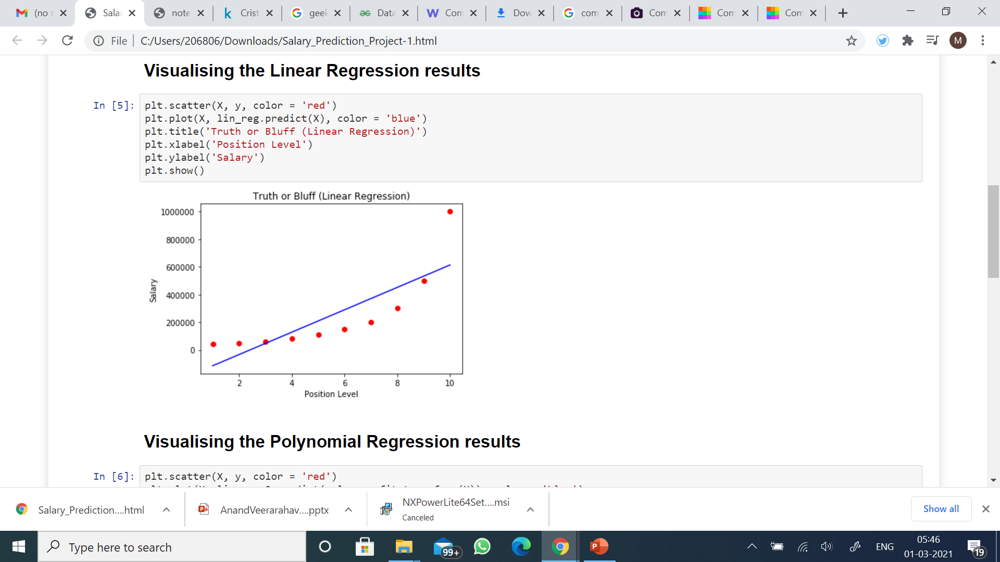 (no s
Salar
note
Crist
geek
Data
Com
Dow
com
Com
Com
Com
File
C:/Users/206806/Downloads/Salary_Prediction_Project-1.html
M
Visualising the Linear Regression results
In [5]:
plt.scatter(X, y, color = 'red')
plt.plot(X, lin_reg.predict(X), color = 'blue')
plt.title('Truth or Bluff (Linear Regression)')
plt.xlabel('Position Level')
plt.ylabel('Salary')
plt.show()
Truth or Bluff (Linear Regression)
1000000
800000
600000
400000
200000
0
Salary
2 4 6 8 10
Position Level
Visualising the Polynomial Regression results
In [6]:
plt.scatter(X, y, color = 'red')
Salary_Prediction....html
AnandVeerarahav....pptx
NXPowerLite64Set....msi
Canceled
Show all
Type here to search
99+
ENG
05:46
01-03-2021
19